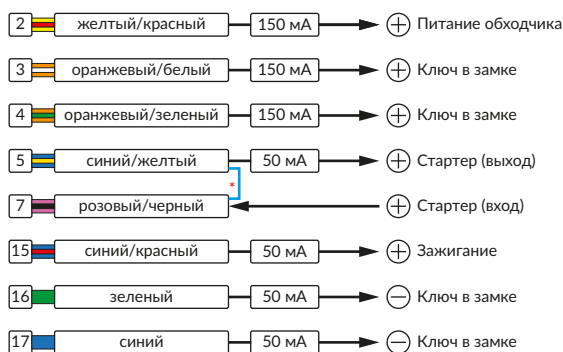 2 желтый/красный 150 мА + Питание обходчика
3 оранжевый/белый 150 мА + Ключ в замке
4 оранжевый/зеленый 150 мА + Ключ в замке
5 синий/желтый 50 мА + Стартер (выход)
*
7 розовый/черный + Стартер (вход)
15 синий/красный 50 мА + Зажигание
16 зеленый 50 мА − Ключ в замке
17 синий 50 мА − Ключ в замке